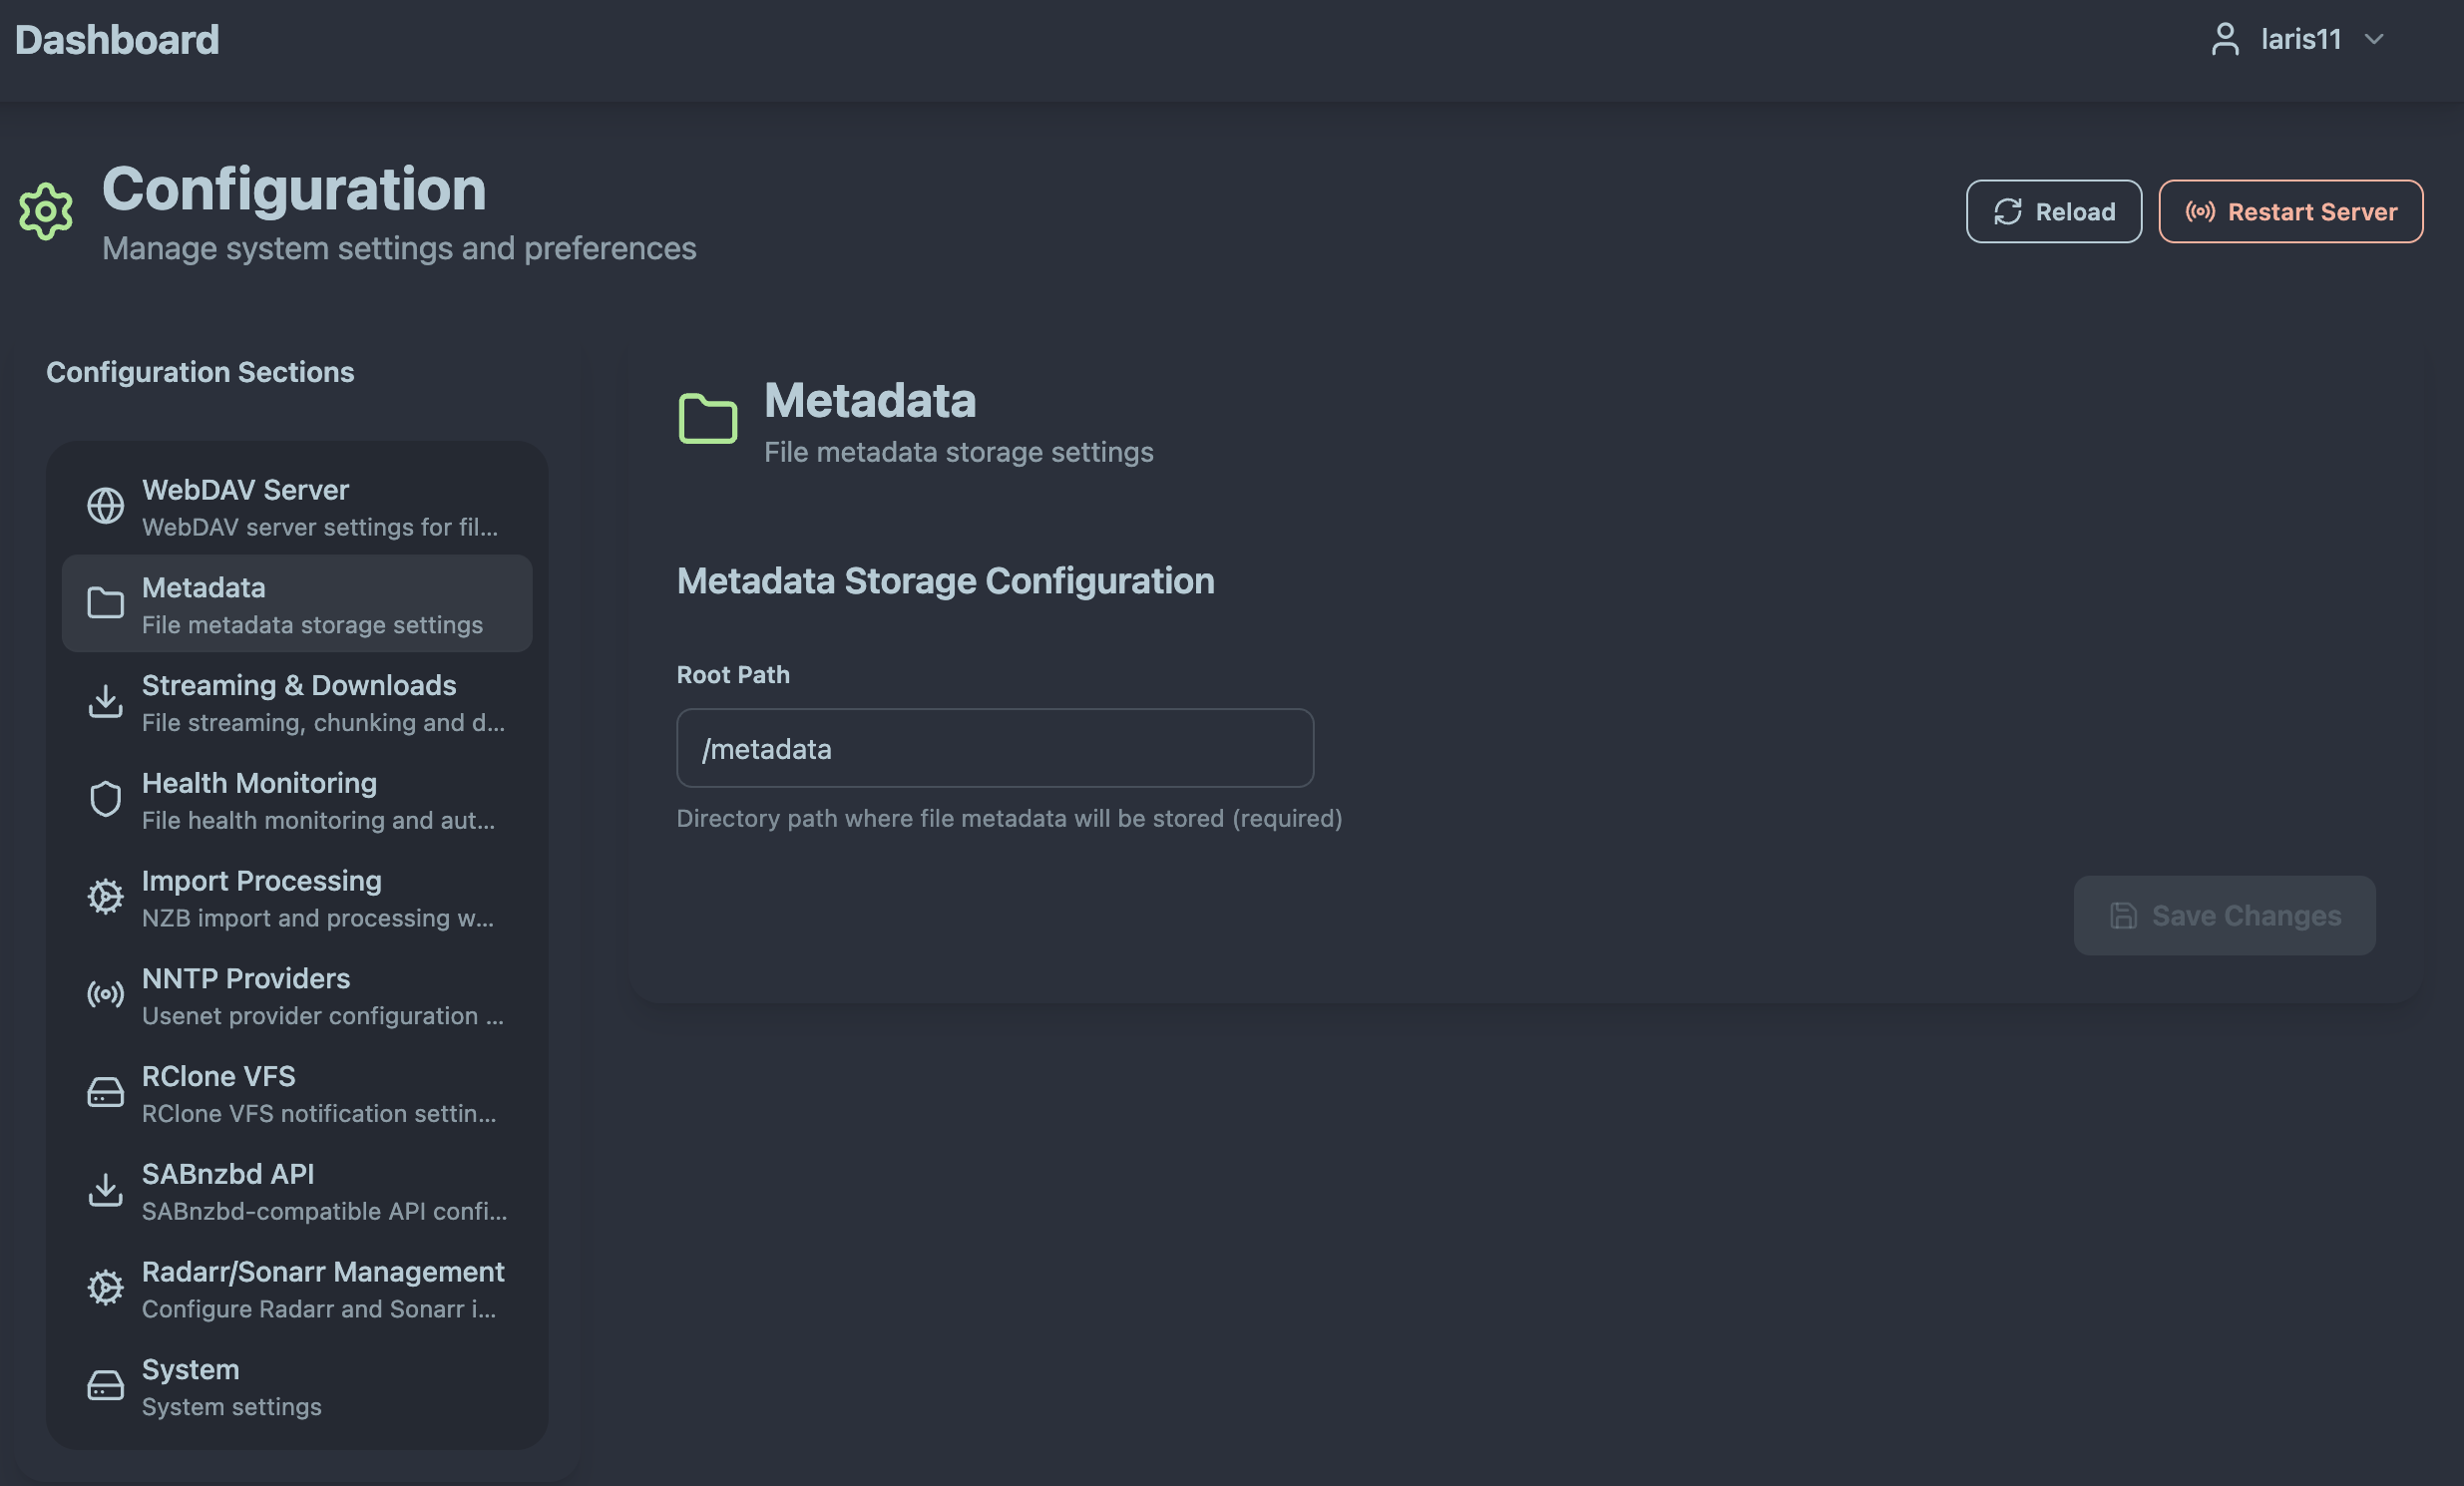 Dashboard
laris11
Configuration
Manage system settings and preferences
Reload
Restart Server
Configuration Sections
WebDAV Server
WebDAV server settings for fil...
Metadata
File metadata storage settings
Streaming & Downloads
File streaming, chunking and d...
Health Monitoring
File health monitoring and aut...
Import Processing
NZB import and processing w...
NNTP Providers
Usenet provider configuration ...
RClone VFS
RClone VFS notification settin...
SABnzbd API
SABnzbd-compatible API confi...
Radarr/Sonarr Management
Configure Radarr and Sonarr i...
System
System settings
Metadata
File metadata storage settings
Metadata Storage Configuration
Root Path
/metadata
Directory path where file metadata will be stored (required)
Save Changes